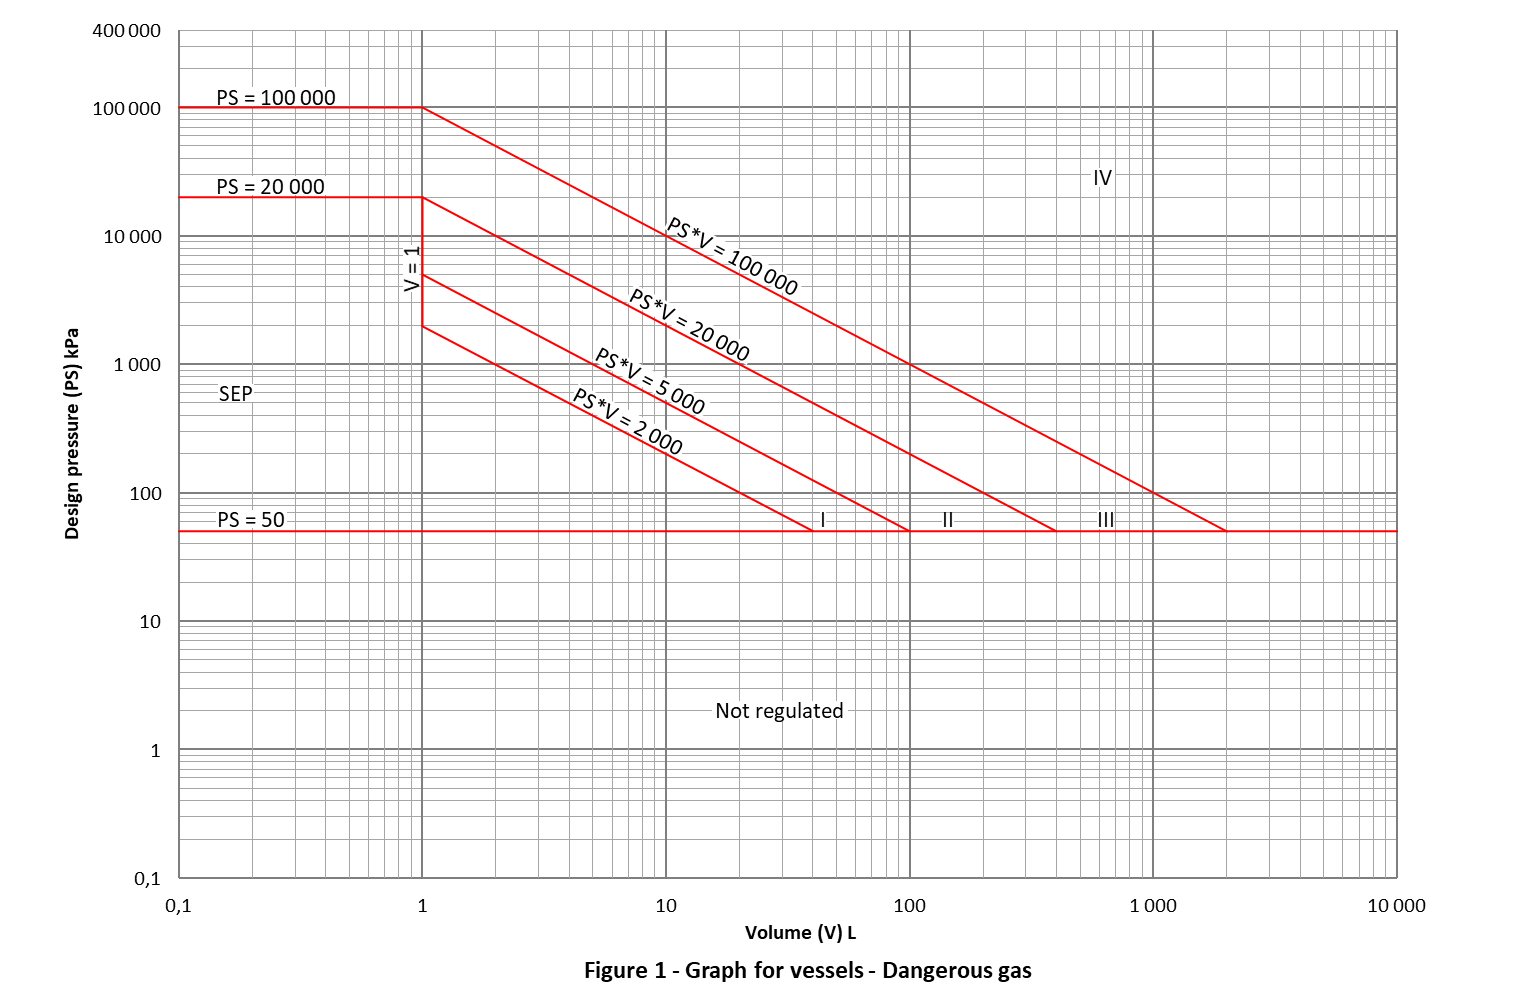 400 000
PS = 100 000
100 000
PS = 20 000
IV
10 000
V = 1
PS*V = 100 000
PS*V = 20 000
PS*V = 5 000
PS*V = 2 000
1 000
SEP
Design pressure (PS) kPa
100
PS = 50
I
II
III
10
Not regulated
1
0,1
0,1
1
10
100
1 000
10 000
Volume (V) L
Figure 1 - Graph for vessels - Dangerous gas